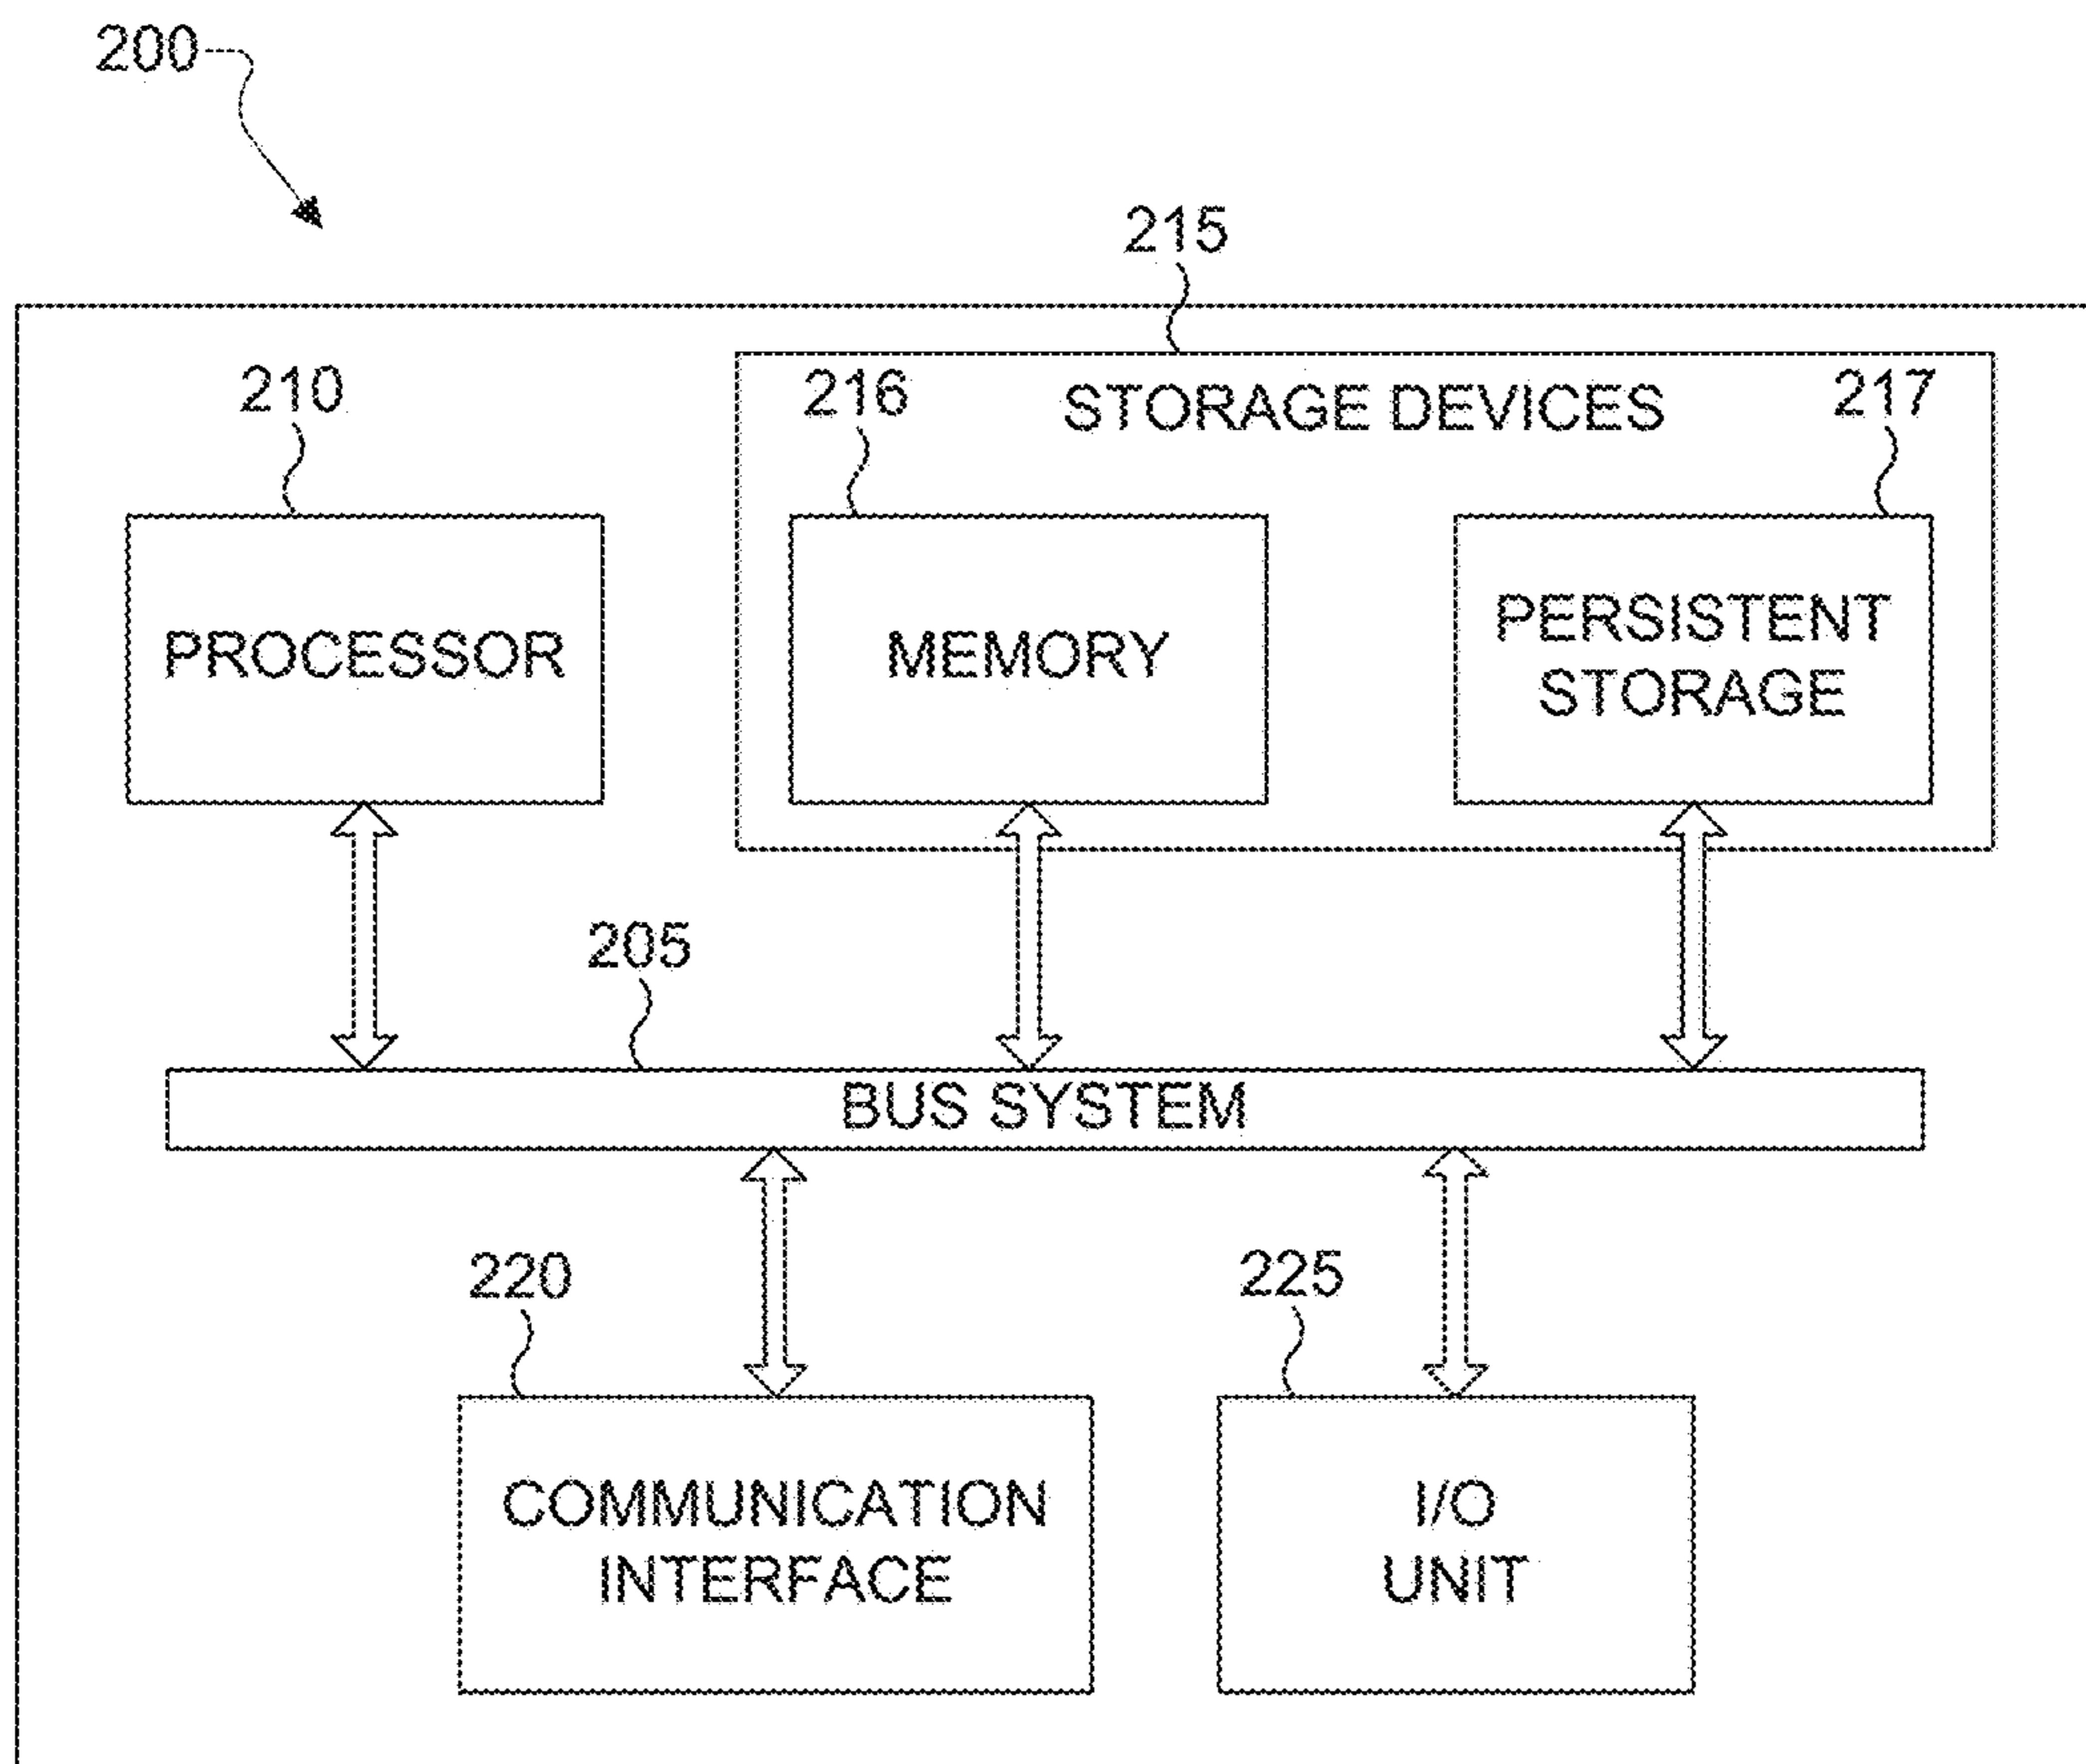 200
215
210
216
STORAGE DEVICES
217
PROCESSOR
MEMORY
PERSISTENT
STORAGE
205
BUS SYSTEM
220
225
COMMUNICATION
INTERFACE
I/O
UNIT